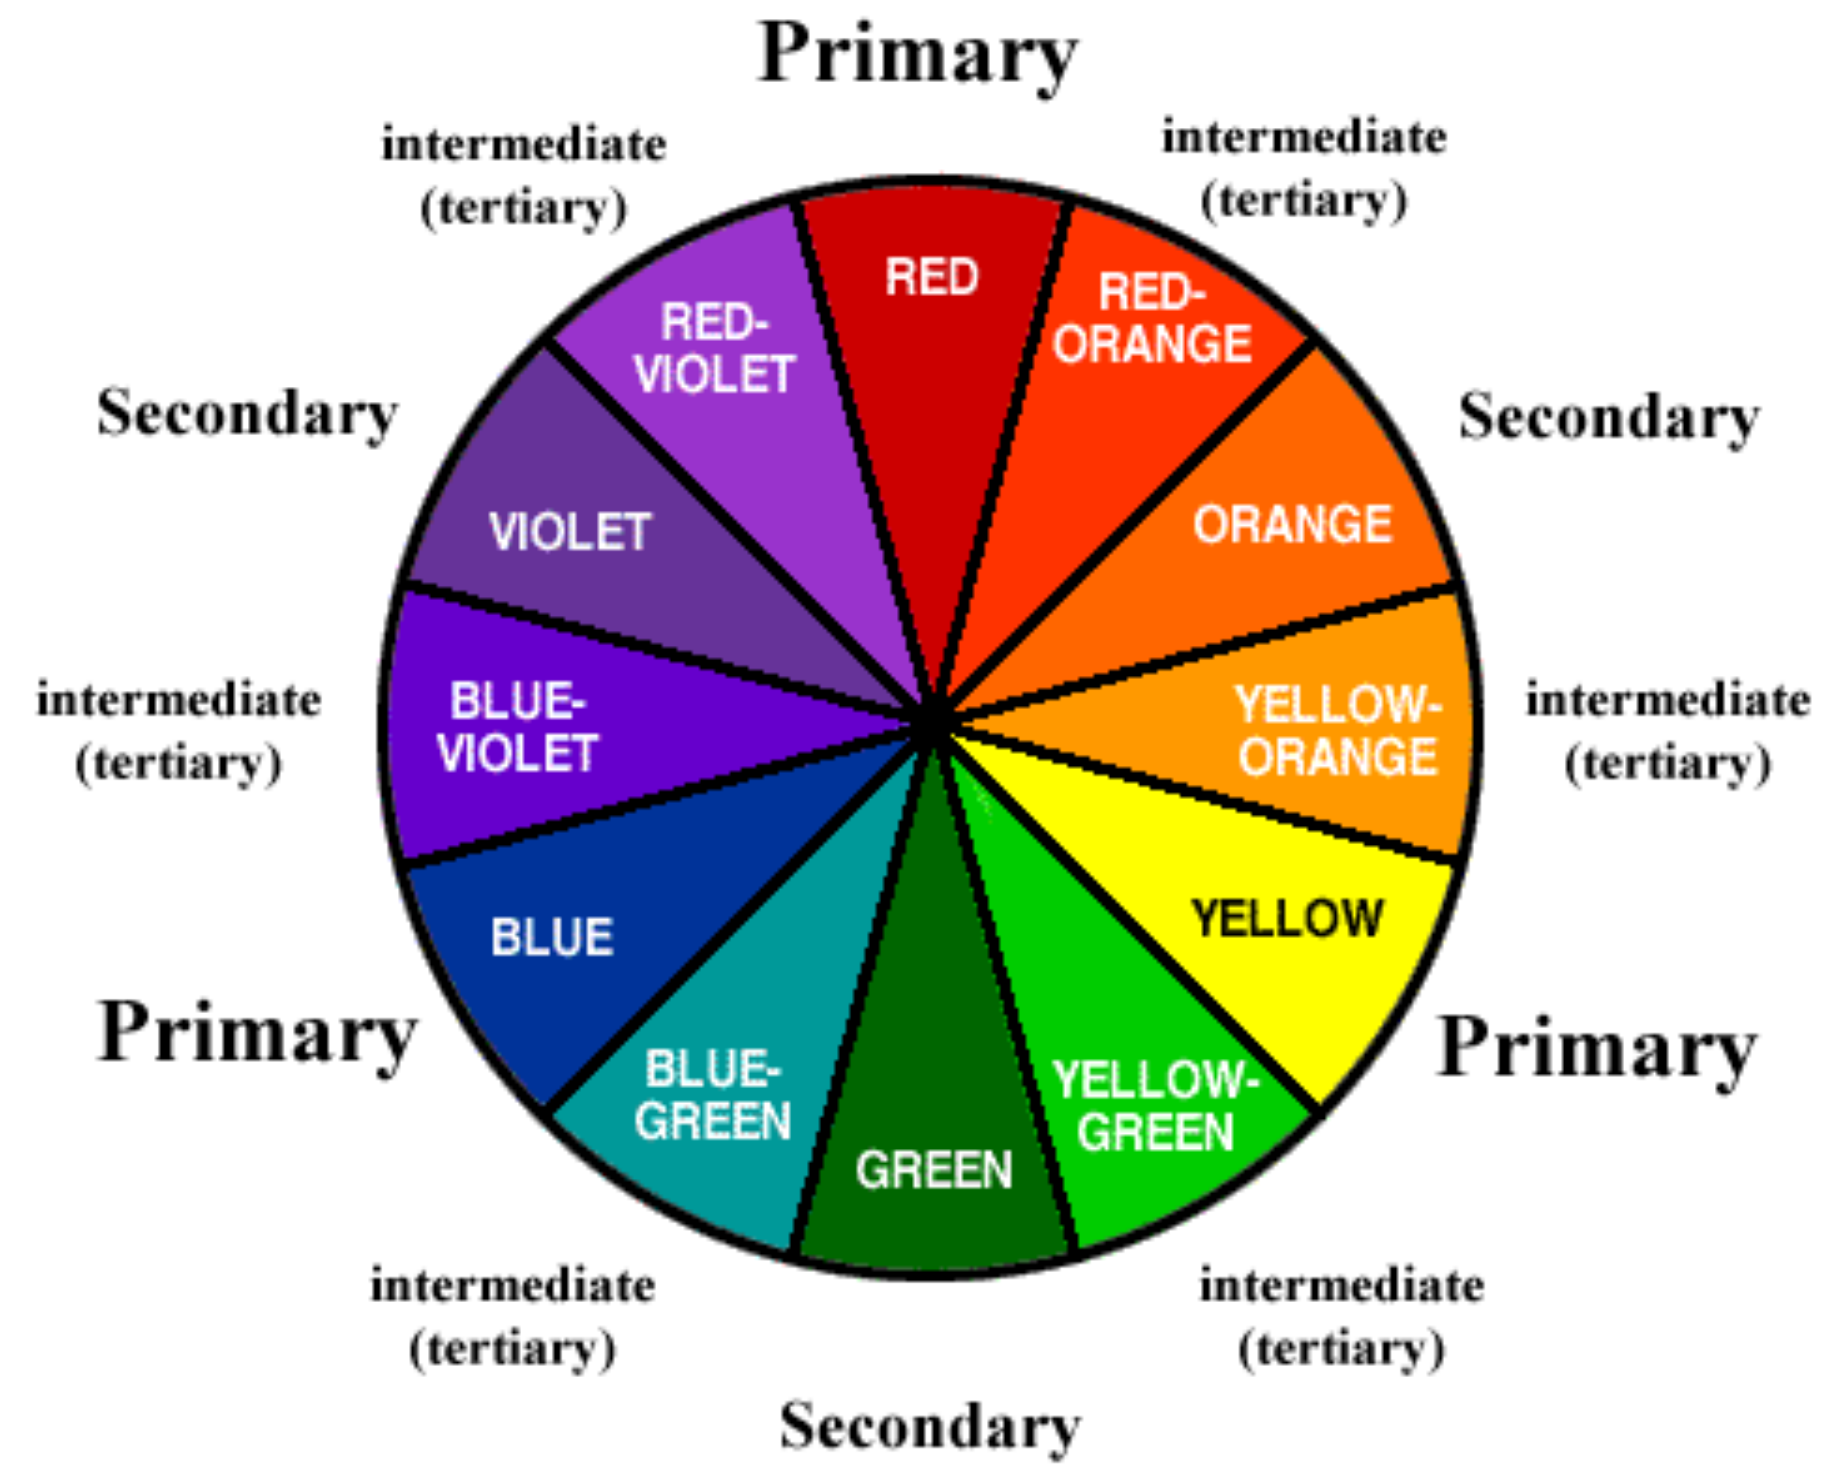 Primary
intermediate
(tertiary)
intermediate
(tertiary)
RED
RED-
ORANGE
RED-
VIOLET
Secondary
Secondary
VIOLET
ORANGE
intermediate
(tertiary)
BLUE-
VIOLET
YELLOW-
ORANGE
intermediate
(tertiary)
BLUE
YELLOW
Primary
Primary
BLUE-
GREEN
YELLOW-
GREEN
GREEN
intermediate
(tertiary)
intermediate
(tertiary)
Secondary